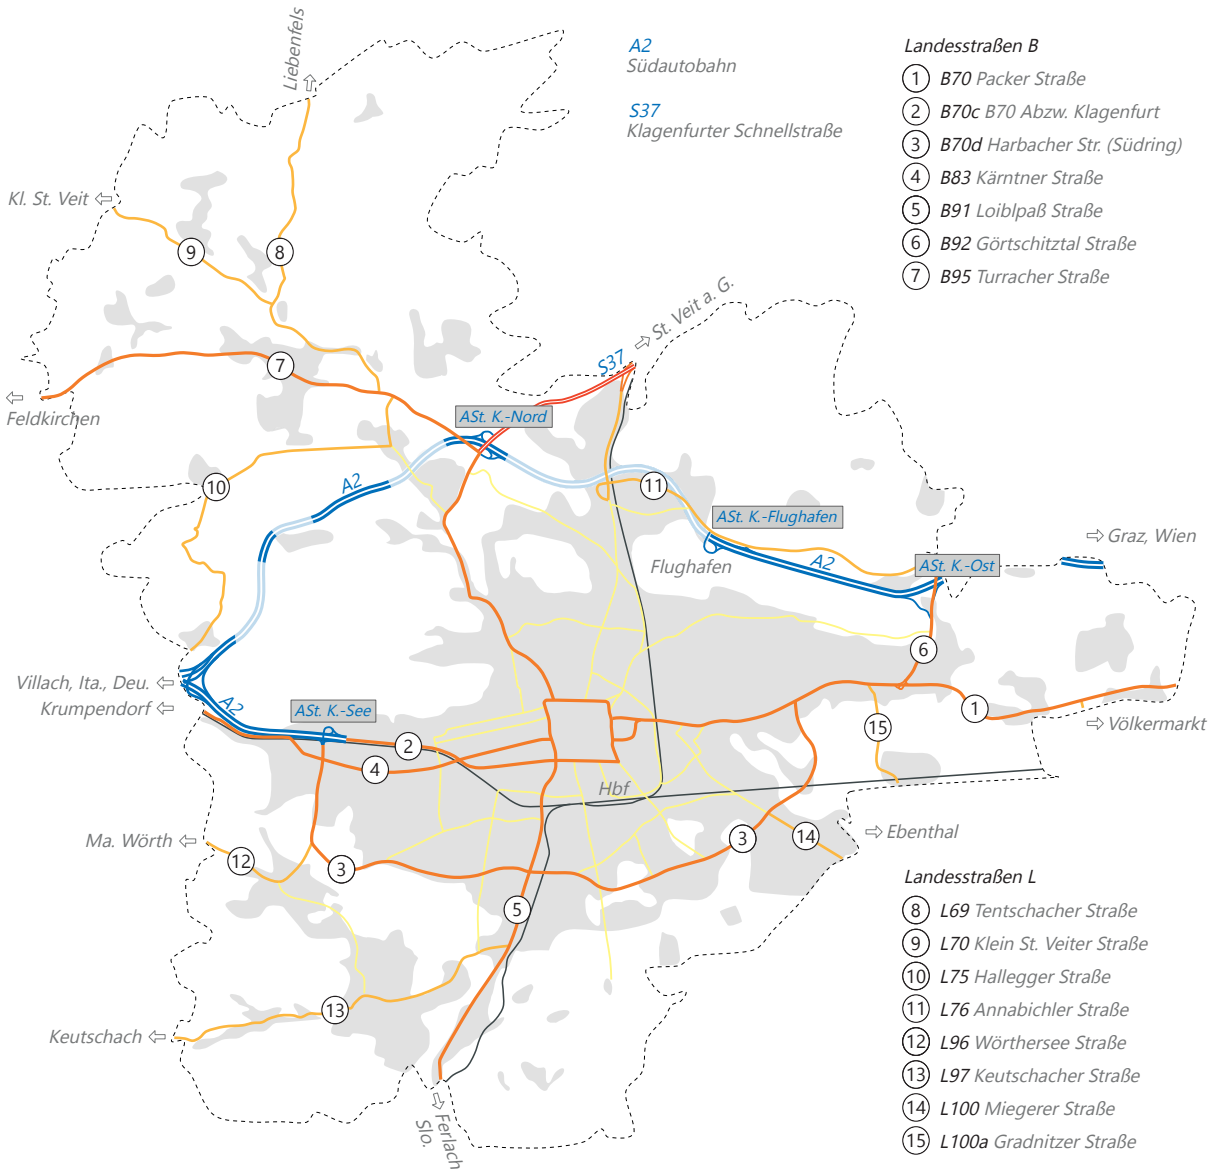 Liebenfels
A2
Südautobahn
S37
Klagenfurter Schnellstraße
Landesstraßen B
1 B70 Packer Straße
2 B70c B70 Abzw. Klagenfurt
3 B70d Harbacher Str. (Südring)
4 B83 Kärntner Straße
5 B91 Loiblpaß Straße
6 B92 Görtschitztal Straße
7 B95 Turracher Straße
Kl. St. Veit
9
8
St. Veit a. G.
S37
7
Feldkirchen
ASt. K.-Nord
A2
10
11
ASt. K.-Flughafen
Flughafen
A2
ASt. K.-Ost
Graz, Wien
6
Villach, Ita., Deu.
Krumpendorf
A2
ASt. K.-See
2
4
1
15
Völkermarkt
Hbf
Ma. Wörth
12
3
3
14
Ebenthal
5
13
Keutschach
Ferlach
Slo.
Landesstraßen L
8 L69 Tentschacher Straße
9 L70 Klein St. Veiter Straße
10 L75 Hallegger Straße
11 L76 Annabichler Straße
12 L96 Wörthersee Straße
13 L97 Keutschacher Straße
14 L100 Miegerer Straße
15 L100a Gradnitzer Straße